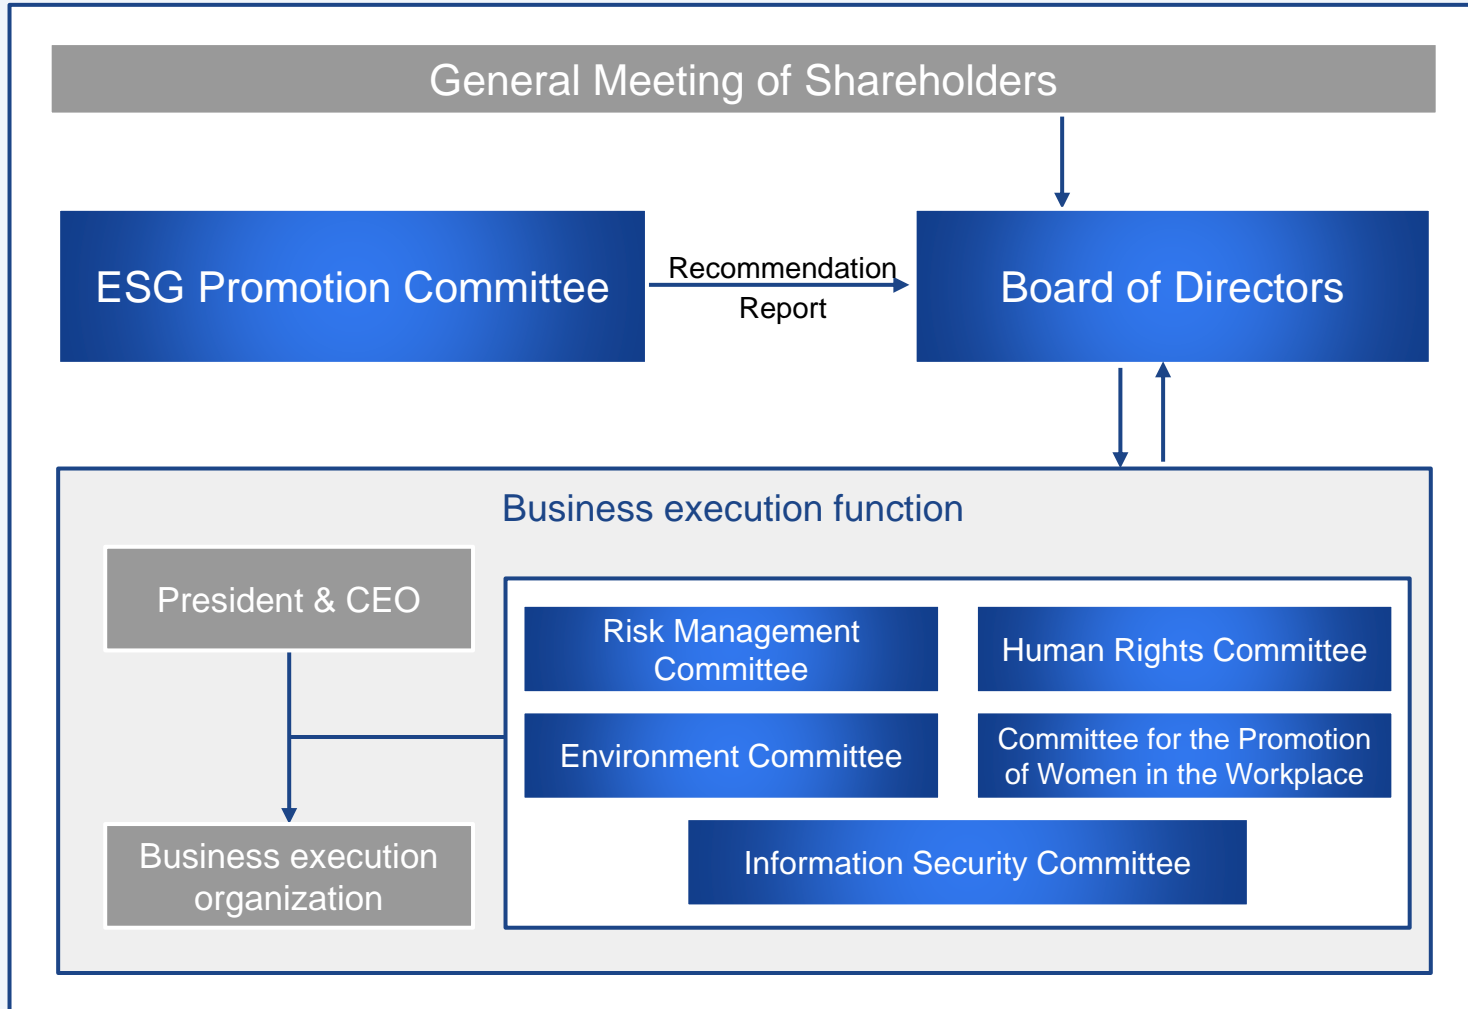 General Meeting of Shareholders
ESG Promotion Committee
Recommendation
Report
Board of Directors
Business execution function
President & CEO
Business execution
organization
Risk Management
Committee
Human Rights Committee
Environment Committee
Committee for the Promotion
of Women in the Workplace
Information Security Committee